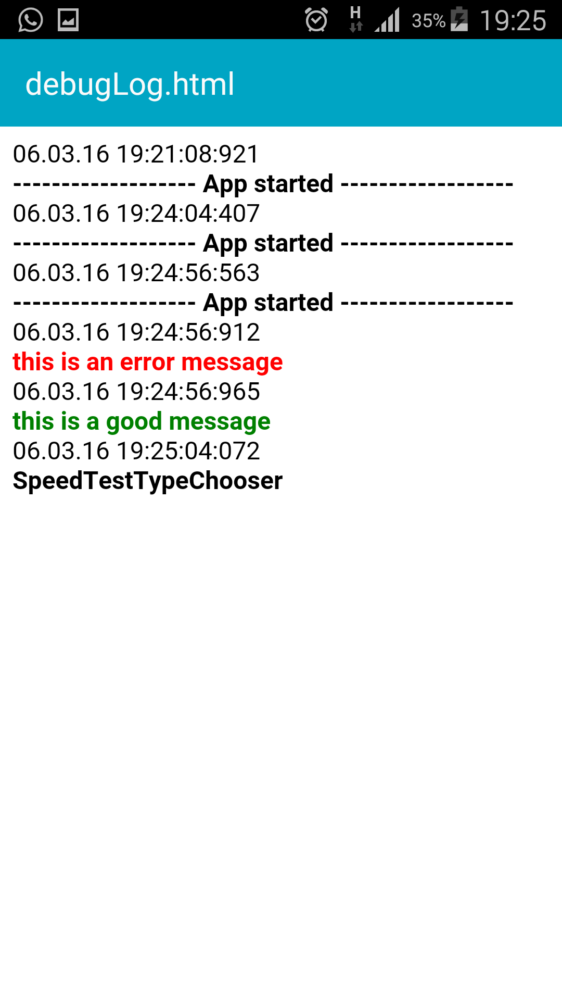 H 35% 19:25
debugLog.html
06.03.16 19:21:08:921
------------------- App started ------------------
06.03.16 19:24:04:407
------------------- App started ------------------
06.03.16 19:24:56:563
------------------- App started ------------------
06.03.16 19:24:56:912
this is an error message
06.03.16 19:24:56:965
this is a good message
06.03.16 19:25:04:072
SpeedTestTypeChooser